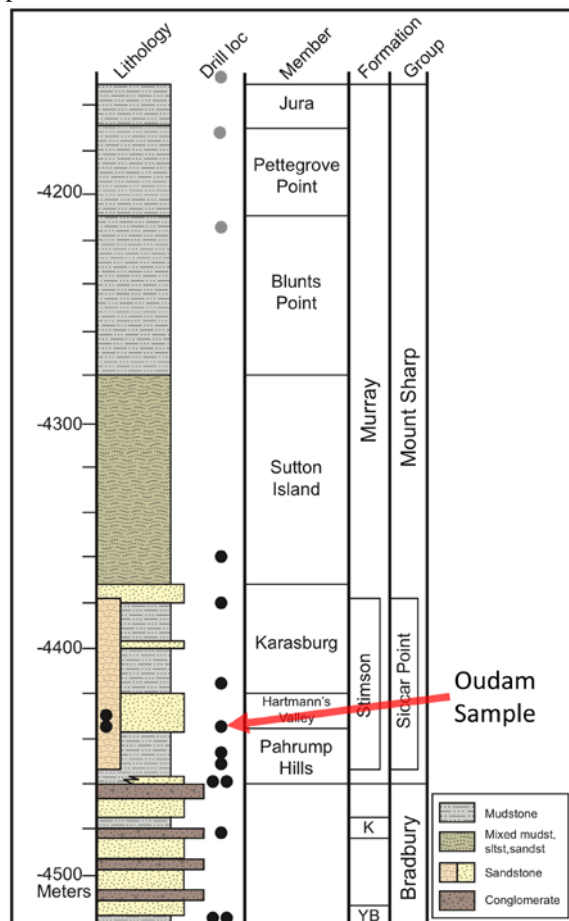 Lithology
Drill loc
Member
Formation
Group
Jura
Pettegrove
Point
-4200
Blunts
Point
Murray
Mount Sharp
-4300
Sutton
Island
-4400
Karasburg
Stimson
Siccar Point
Oudam
Sample
Hartmann's
Valley
Pahrump
Hills
K
Bradbury
-4500
Meters
YB
Mudstone
Mixed mudst,
sltst,sandst
Sandstone
Conglomerate